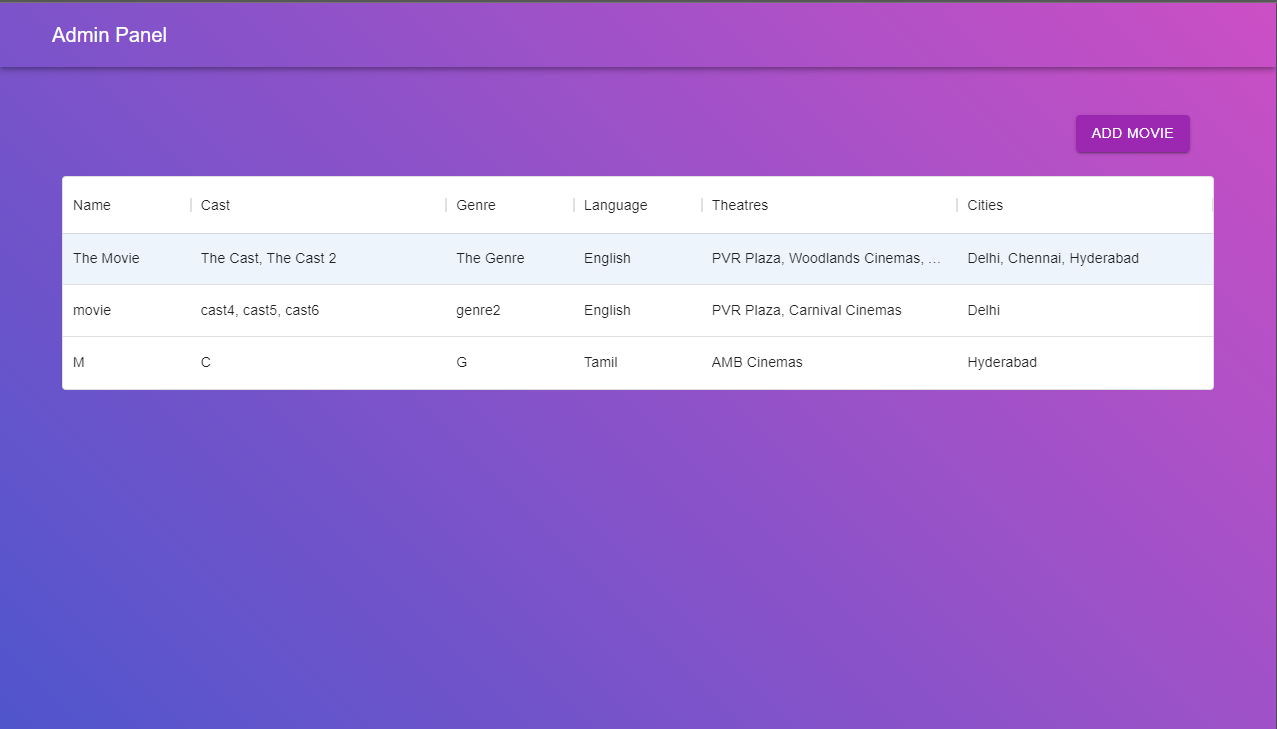 Admin Panel
ADD MOVIE
Name Cast Genre Language Theatres Cities
The Movie The Cast, The Cast 2 The Genre English PVR Plaza, Woodlands Cinemas, ... Delhi, Chennai, Hyderabad
movie cast4, cast5, cast6 genre2 English PVR Plaza, Carnival Cinemas Delhi
M C G Tamil AMB Cinemas Hyderabad